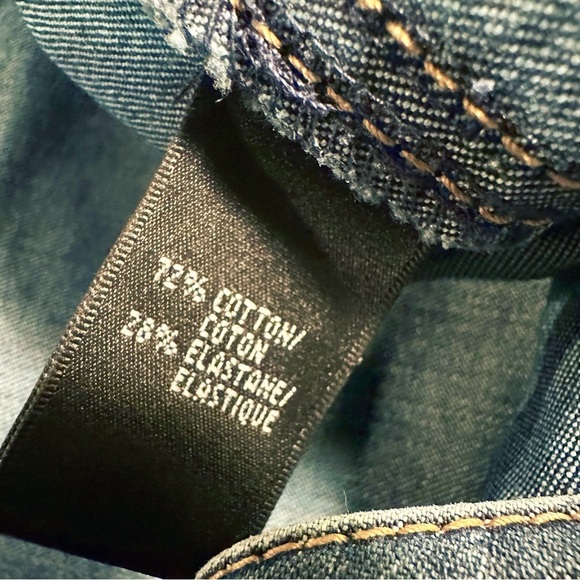 72% COTTON/
COTON
28% ELASTANE/
ELASTIQUE